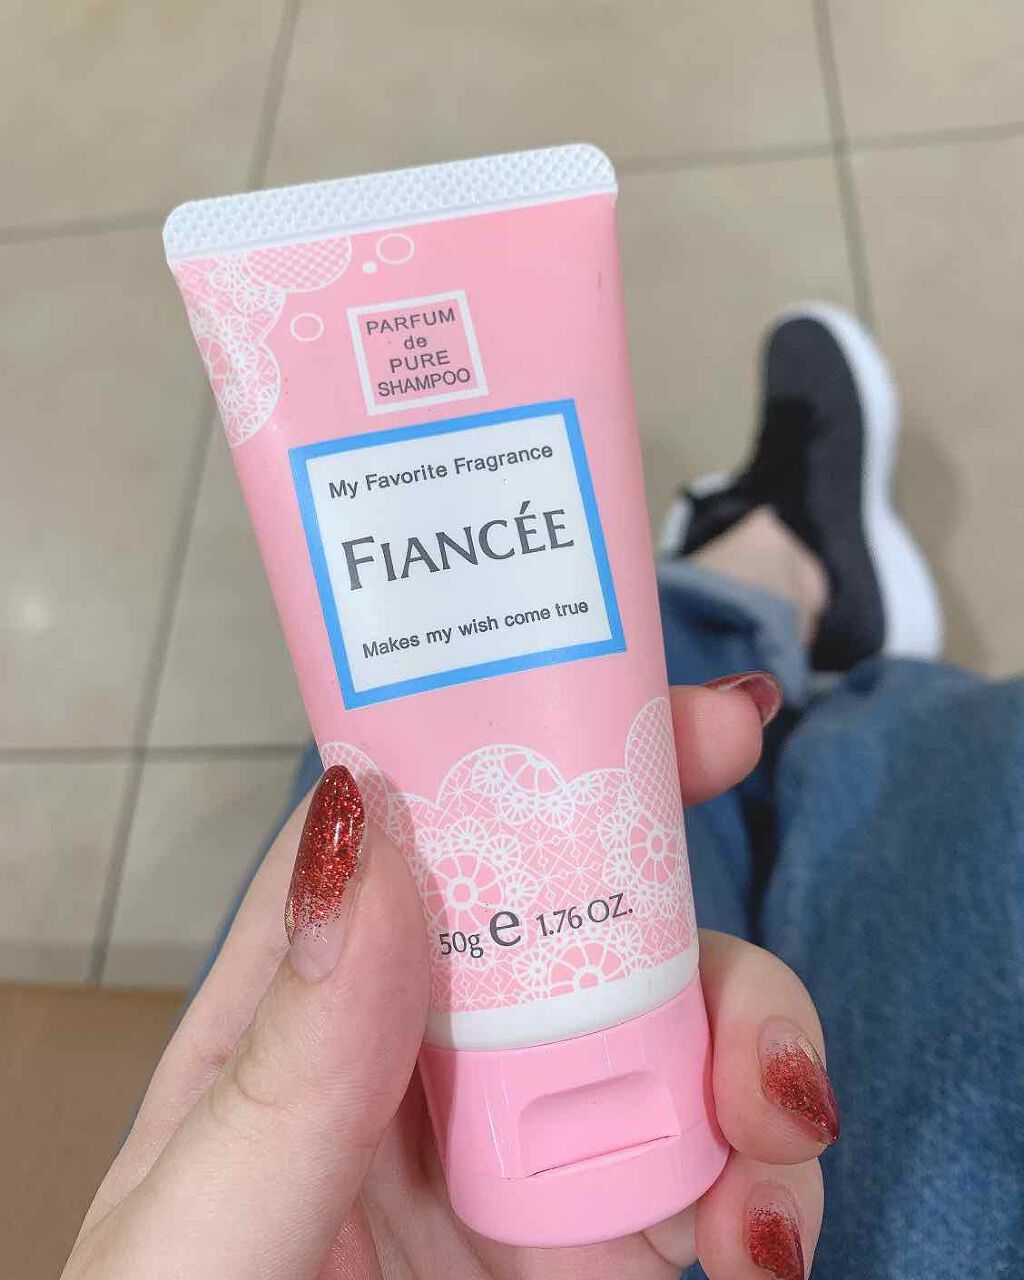 PARFUM
de
PURE
SHAMPOO
My Favorite Fragrance
FIANCÉE
Makes my wish come true
50g e 1.76 OZ.